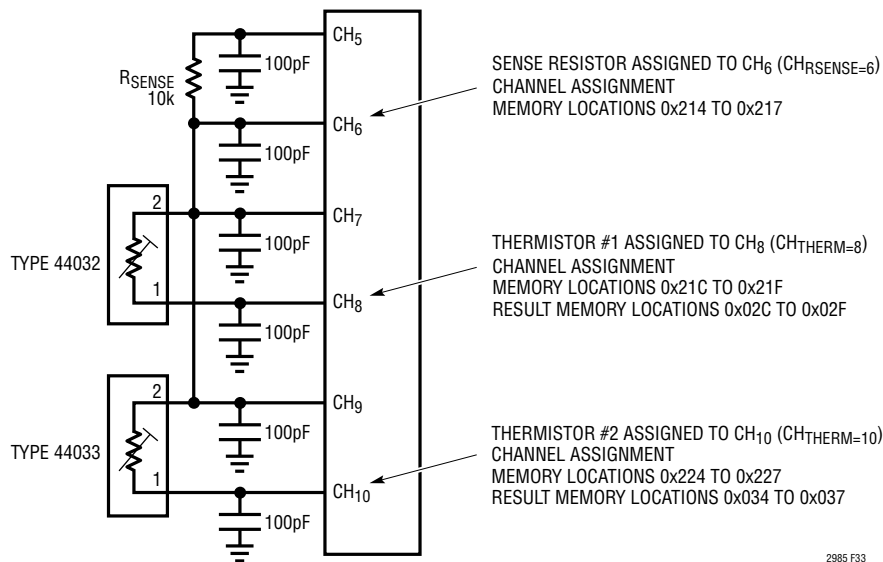 CH5
100pF
RSENSE
10k
CH6
100pF
SENSE RESISTOR ASSIGNED TO CH6 (CHRSENSE=6)
CHANNEL ASSIGNMENT
MEMORY LOCATIONS 0x214 TO 0x217
2
CH7
100pF
TYPE 44032
1
CH8
100pF
THERMISTOR #1 ASSIGNED TO CH8 (CHTHERM=8)
CHANNEL ASSIGNMENT
MEMORY LOCATIONS 0x21C TO 0x21F
RESULT MEMORY LOCATIONS 0x02C TO 0x02F
2
CH9
100pF
TYPE 44033
1
CH10
100pF
THERMISTOR #2 ASSIGNED TO CH10 (CHTHERM=10)
CHANNEL ASSIGNMENT
MEMORY LOCATIONS 0x224 TO 0x227
RESULT MEMORY LOCATIONS 0x034 TO 0x037
2985 F33